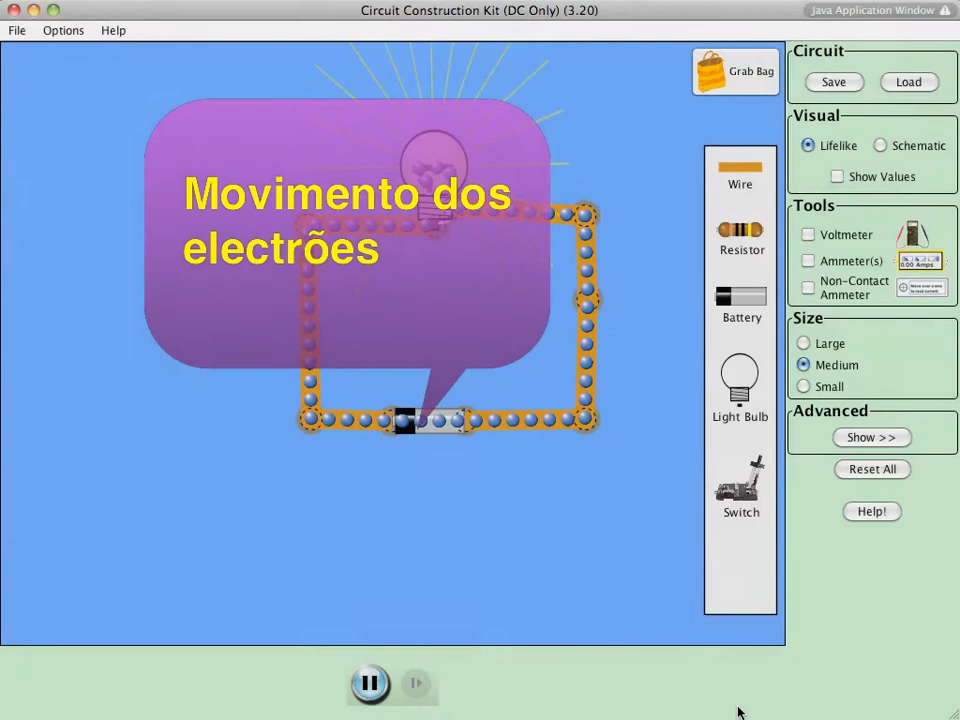 Circuit Construction Kit (DC Only) (3.20)
Java Application Window
File Options Help
Grab Bag
Movimento dos
electrões
Wire
Resistor
Battery
Light Bulb
Switch
Circuit
Save Load
Visual
Lifelike Schematic
Show Values
Tools
Voltmeter
Ammeter(s)
0.00 Amps
Non-Contact
Ammeter
Size
Large
Medium
Small
Advanced
Show >>
Reset All
Help!